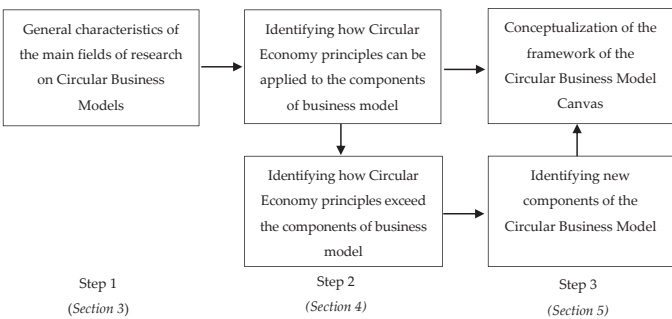 General characteristics of
the main fields of research
on Circular Business
Models
Identifying how Circular
Economy principles can be
applied to the components
of business model
Conceptualization of the
framework of the
Circular Business Model
Canvas
Identifying how Circular
Economy principles exceed
the components of business
model
Identifying new
components of the
Circular Business Model
Step 1
(Section 3)
Step 2
(Section 4)
Step 3
(Section 5)